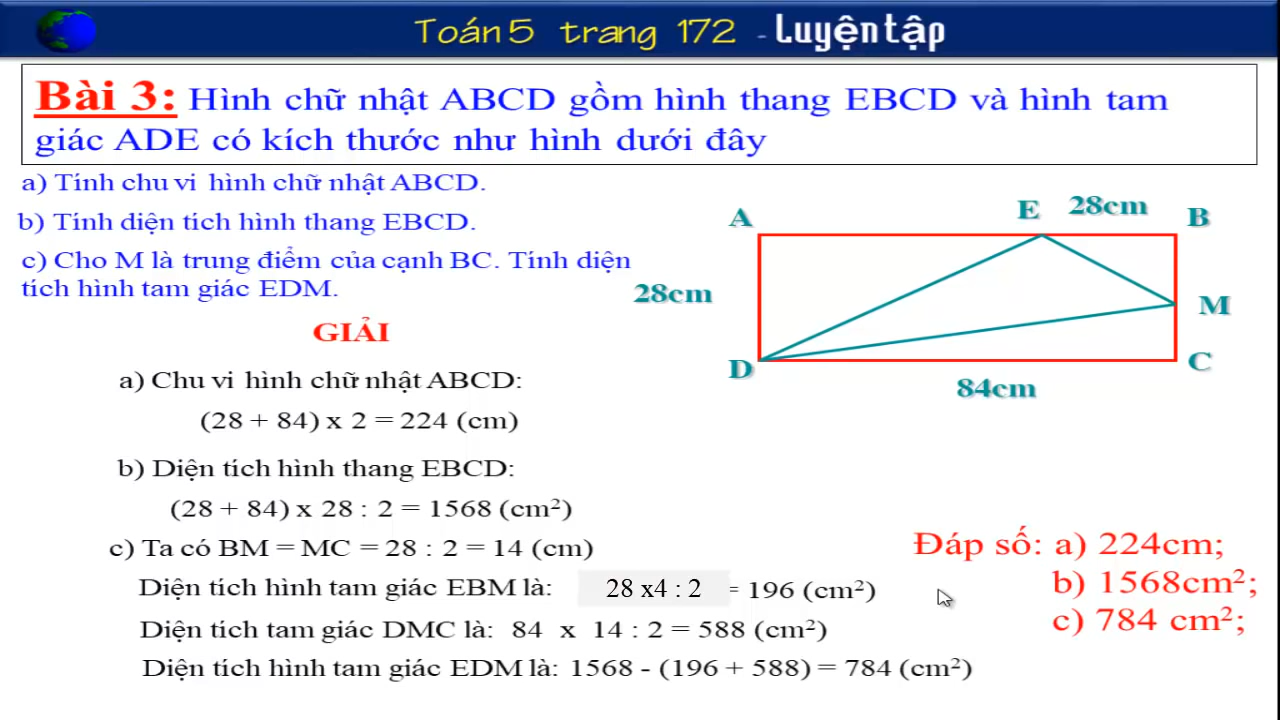 Toán 5 trang 172 - Luyện tập
Bài 3: Hình chữ nhật ABCD gồm hình thang EBCD và hình tam
giác ADE có kích thước như hình dưới đây
a) Tính chu vi hình chữ nhật ABCD.
b) Tính diện tích hình thang EBCD.
c) Cho M là trung điểm của cạnh BC. Tính diện
tích hình tam giác EDM.
A
E
28cm
B
28cm
M
D
C
84cm
GIẢI
a) Chu vi hình chữ nhật ABCD:
(28 + 84) x 2 = 224 (cm)
b) Diện tích hình thang EBCD:
(28 + 84) x 28 : 2 = 1568 (cm²)
c) Ta có BM = MC = 28 : 2 = 14 (cm)
Diện tích hình tam giác EBM là: 28 x4 : 2 = 196 (cm²)
Diện tích tam giác DMC là: 84 x 14 : 2 = 588 (cm²)
Diện tích hình tam giác EDM là: 1568 - (196 + 588) = 784 (cm²)
Đáp số: a) 224cm;
b) 1568cm²;
c) 784 cm²;